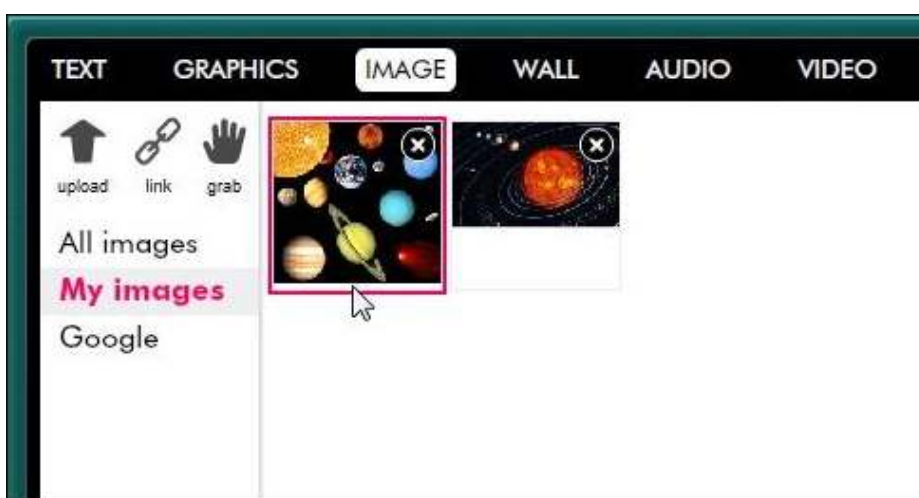 TEXT GRAPHICS IMAGE WALL AUDIO VIDEO
upload link grab
All images
My images
Google